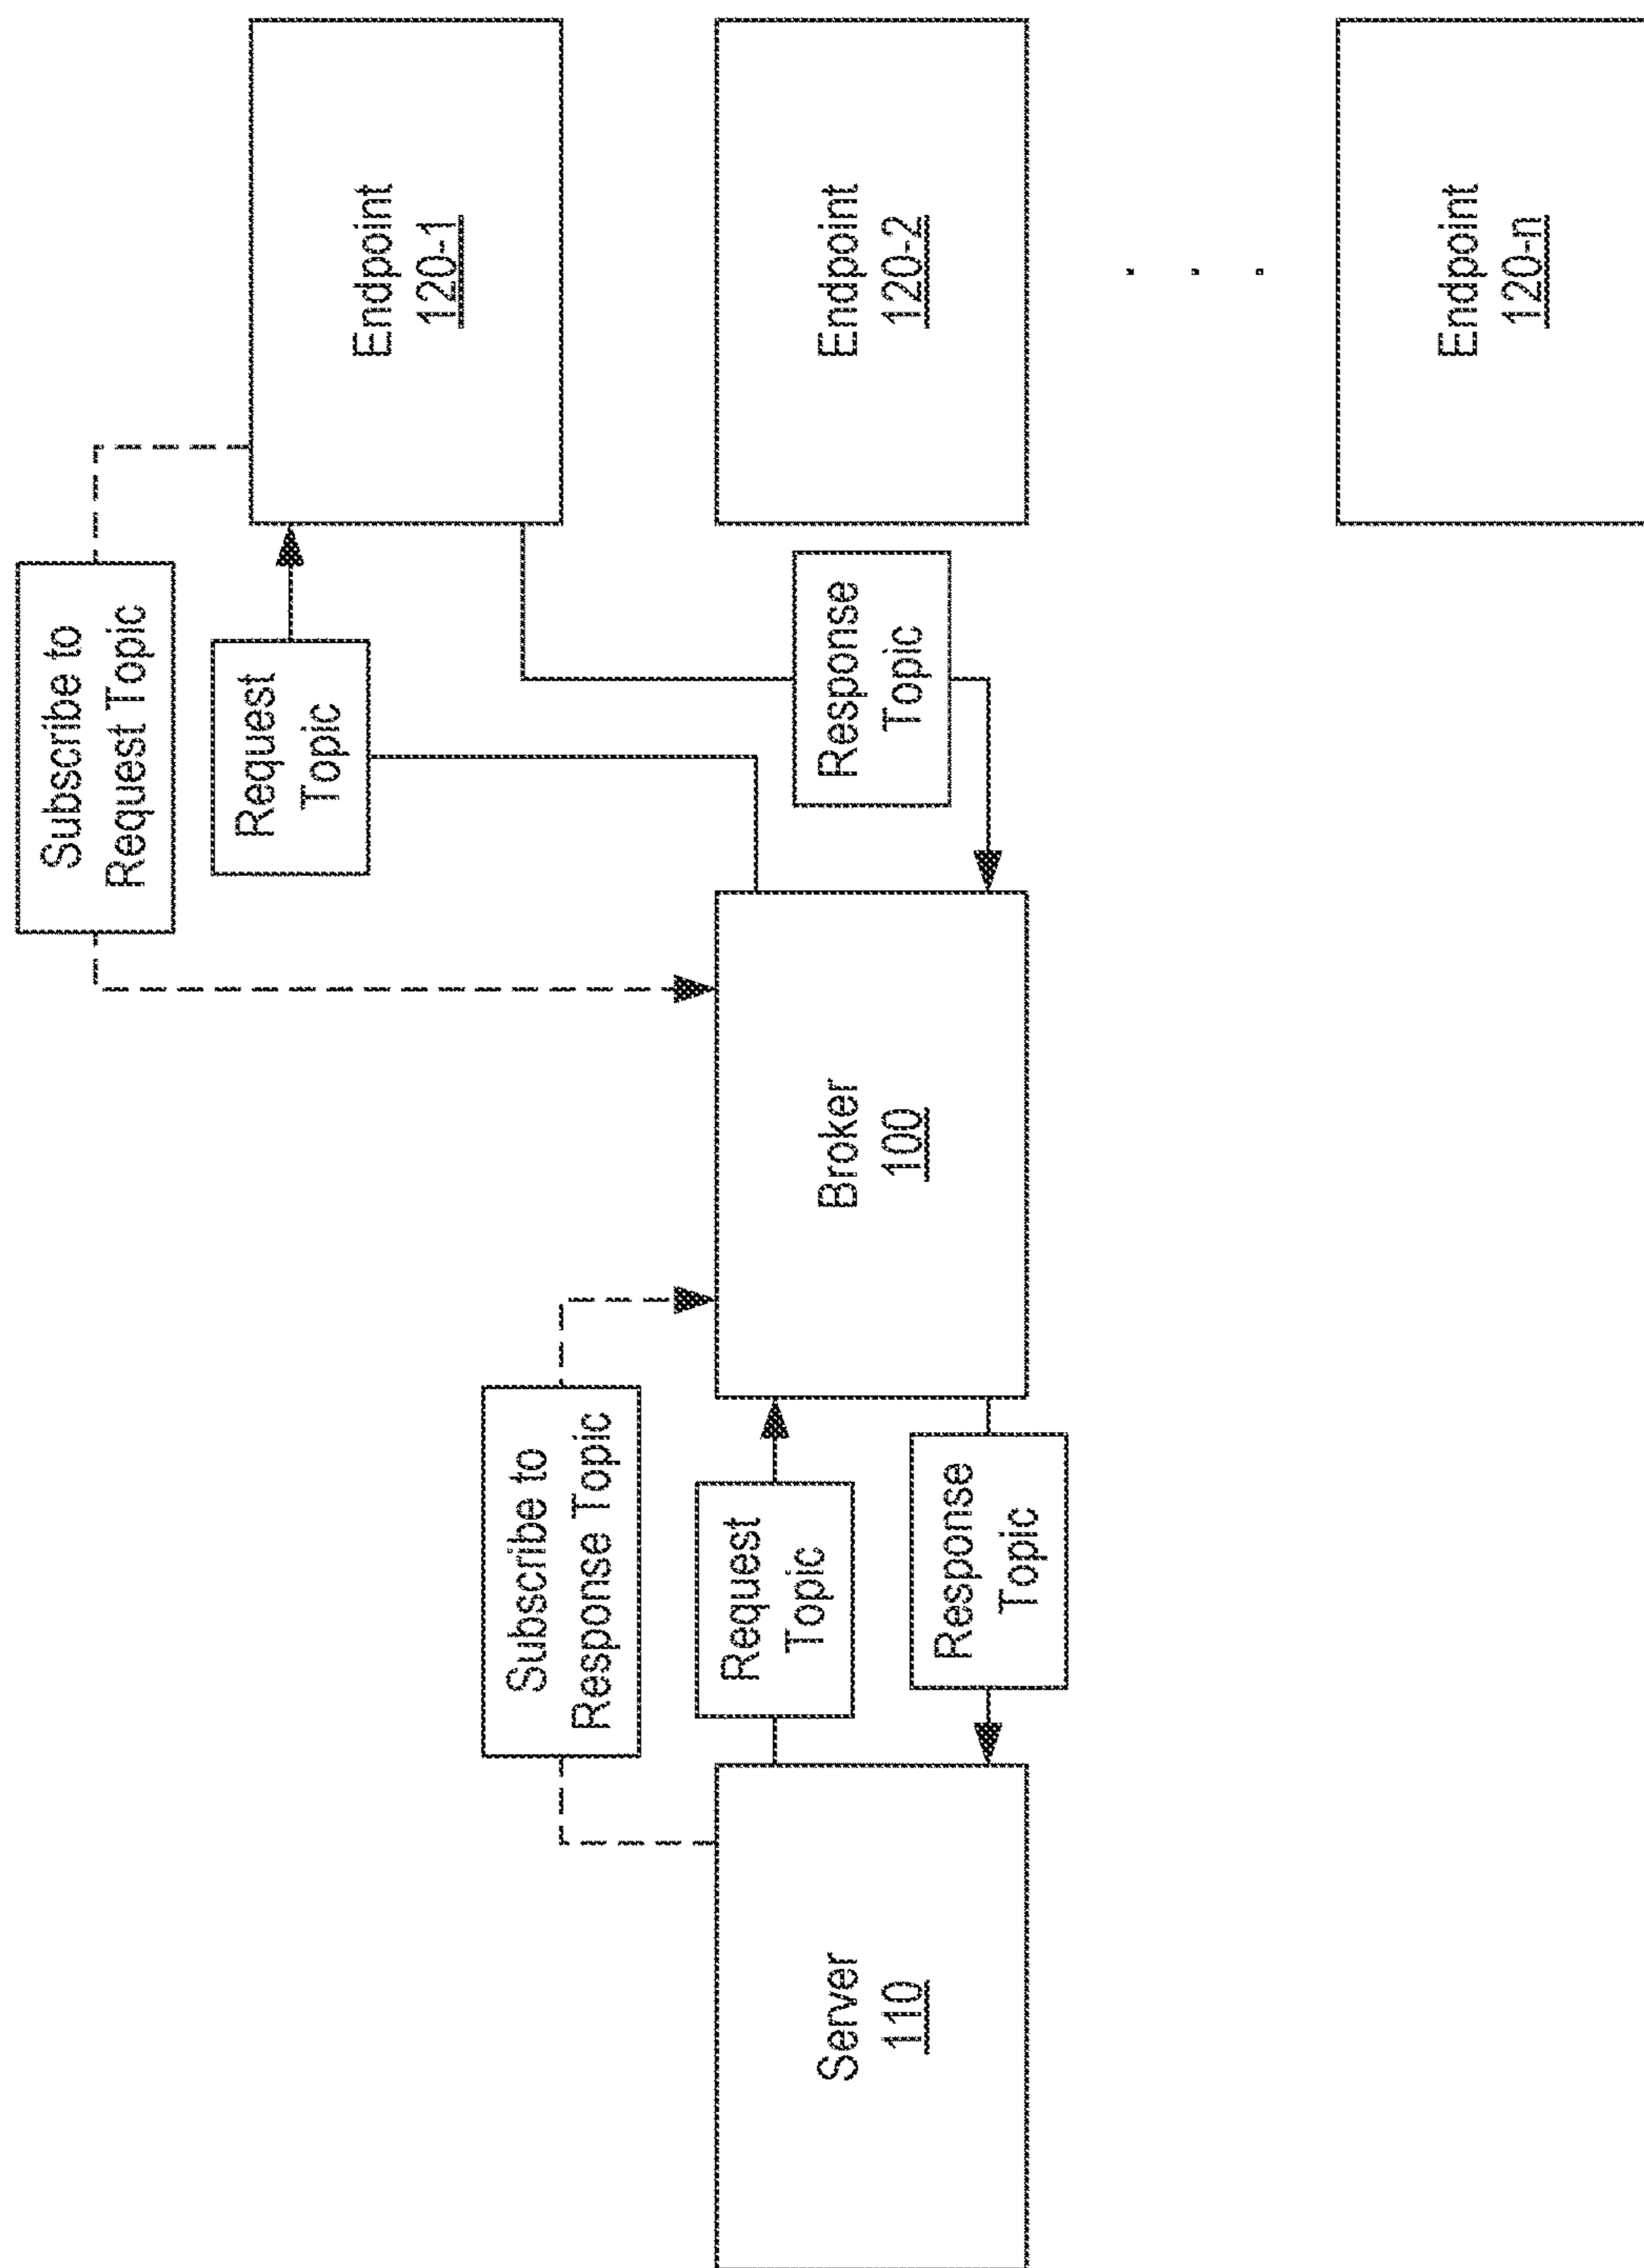 Subscribe to
Request Topic
Request
Topic
Endpoint
120-1
Subscribe to
Response Topic
Server
110
Request
Topic
Response
Topic
Broker
100
Response
Topic
Endpoint
120-2
Endpoint
120-n